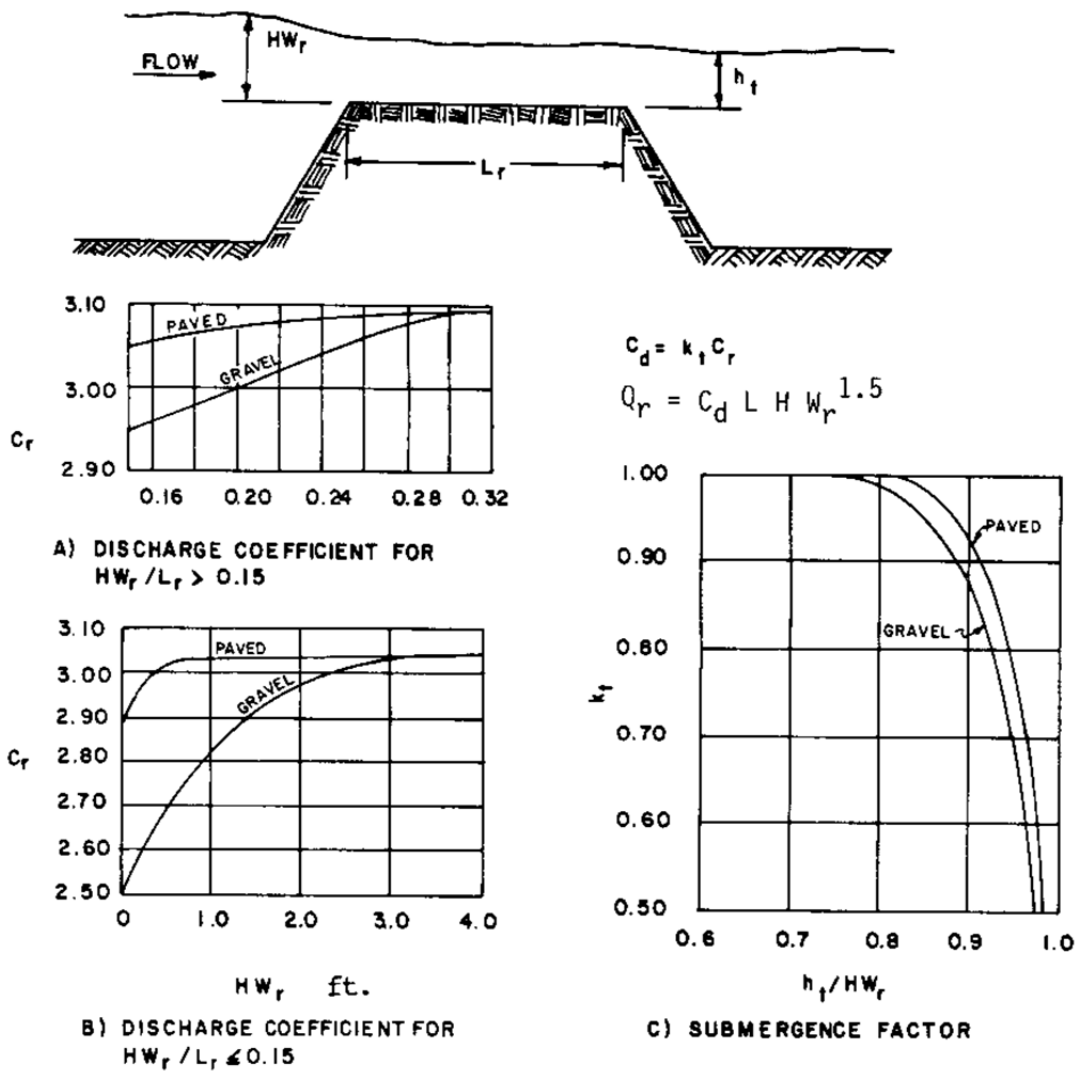 HWr
FLOW
ht
Lr
3.10
3.00
Cr
2.90
PAVED
GRAVEL
0.16 0.20 0.24 0.28 0.32
A) DISCHARGE COEFFICIENT FOR
HWr/Lr > 0.15
Cd = kt Cr
Qr = Cd L H Wr^1.5
3.10
3.00
2.90
Cr
2.80
2.70
2.60
2.50
PAVED
GRAVEL
0 1.0 2.0 3.0 4.0
HWr ft.
B) DISCHARGE COEFFICIENT FOR
HWr/Lr ≤ 0.15
1.00
0.90
0.80
kt
0.70
0.60
0.50
PAVED
GRAVEL
0.6 0.7 0.8 0.9 1.0
ht/HWr
C) SUBMERGENCE FACTOR